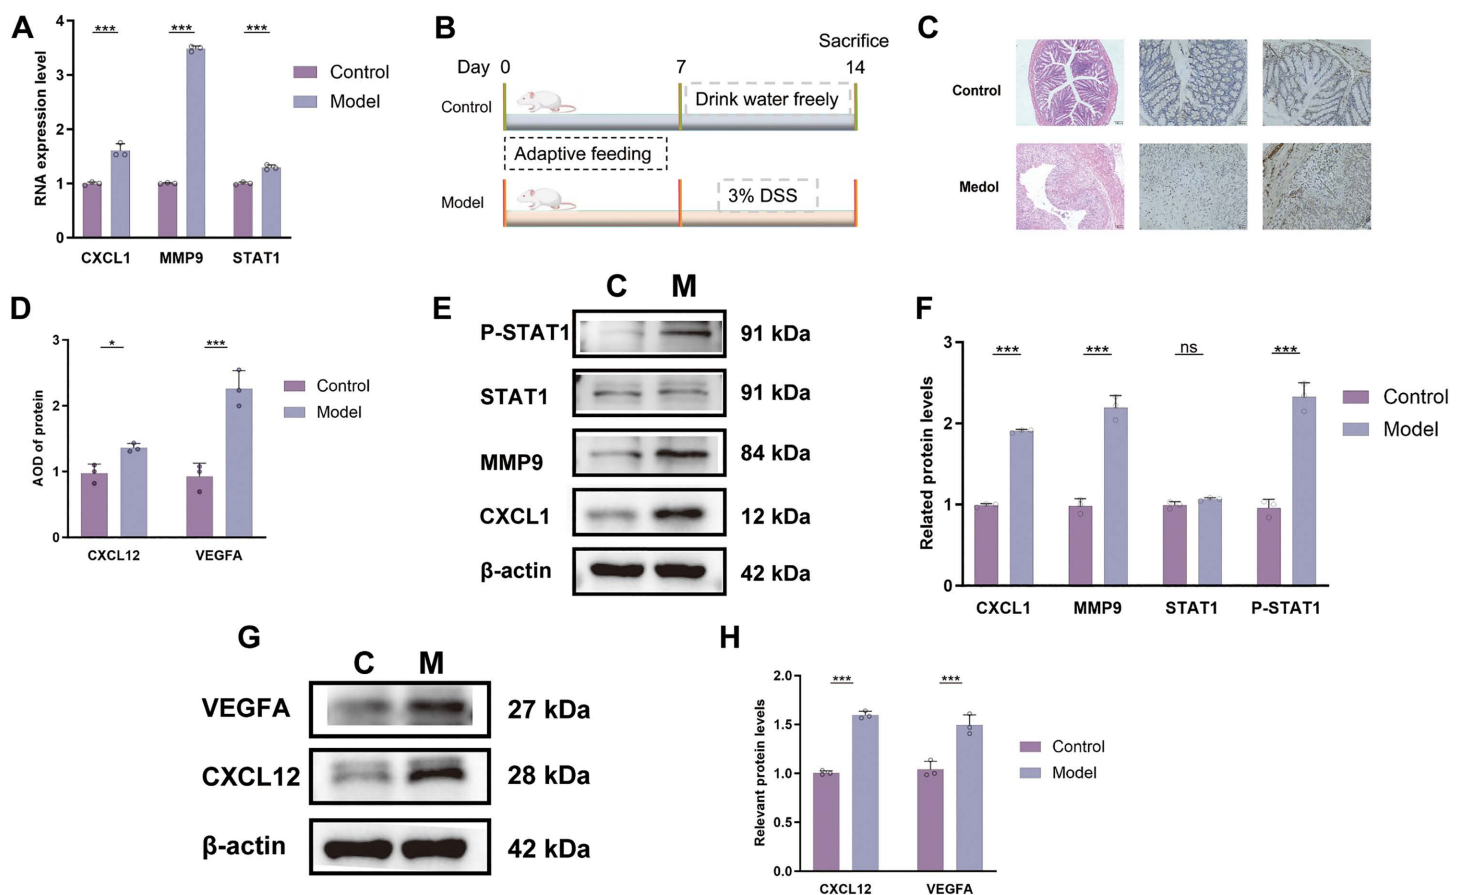 A
4
3
2
1
0
RNA expression level
***
***
***
CXCL1
MMP9
STAT1
Control
Model
B
Sacrifice
Day
0
7
14
Control
Drink water freely
Adaptive feeding
Model
3% DSS
C
Control
Medol
D
3
2
1
0
AOD of protein
*
***
CXCL12
VEGFA
Control
Model
E
C
M
P-STAT1
91 kDa
STAT1
91 kDa
MMP9
84 kDa
CXCL1
12 kDa
β-actin
42 kDa
F
3
2
1
0
Related protein levels
***
***
ns
***
CXCL1
MMP9
STAT1
P-STAT1
Control
Model
G
C
M
VEGFA
27 kDa
CXCL12
28 kDa
β-actin
42 kDa
H
2.0
1.5
1.0
0.5
0.0
Relevant protein levels
***
***
CXCL12
VEGFA
Control
Model